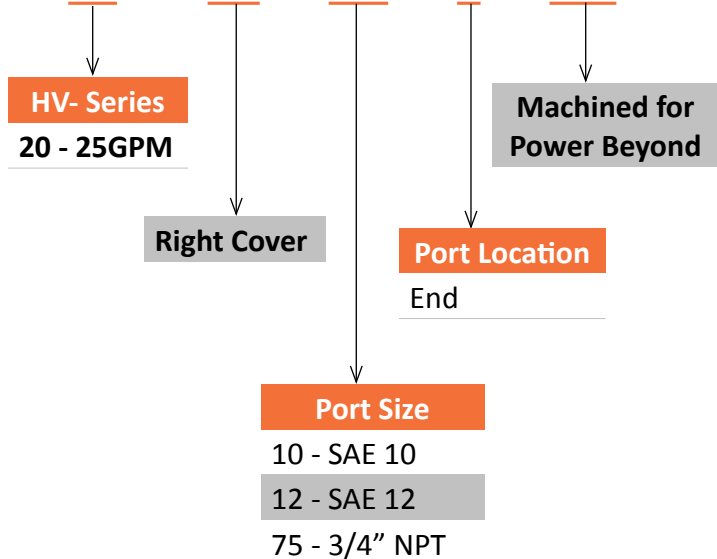 HV- Series
20 - 25GPM
Machined for
Power Beyond
Right Cover
Port Location
End
Port Size
10 - SAE 10
12 - SAE 12
75 - 3/4” NPT